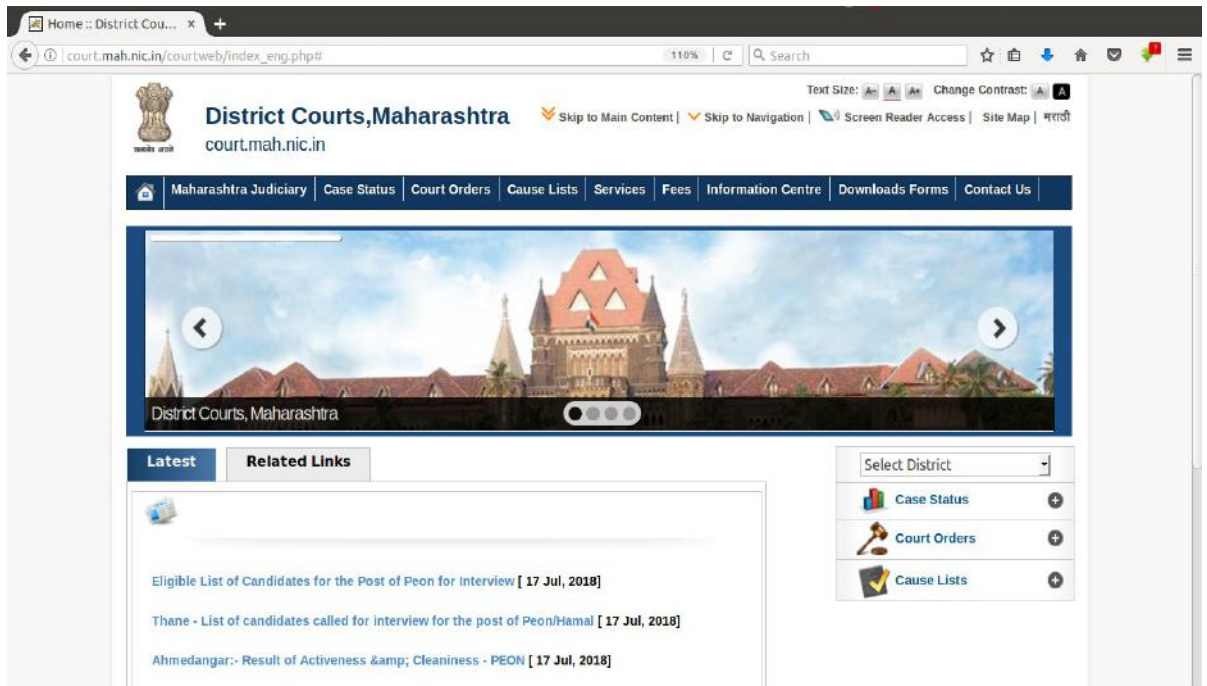 Home :: District Cou... × +
court.mah.nic.in/courtweb/index_eng.php# 110% Search
Text Size: A- A A+ Change Contrast: A A
District Courts,Maharashtra Skip to Main Content | Skip to Navigation | Screen Reader Access | Site Map | मराठी
court.mah.nic.in
Maharashtra Judiciary Case Status Court Orders Cause Lists Services Fees Information Centre Downloads Forms Contact Us
District Courts, Maharashtra
Latest Related Links
Select District
Case Status
Court Orders
Cause Lists
Eligible List of Candidates for the Post of Peon for Interview [ 17 Jul, 2018]
Thane - List of candidates called for interview for the post of Peon/Hamal [ 17 Jul, 2018]
Ahmedangar:- Result of Activeness &amp; Cleaniness - PEON [ 17 Jul, 2018]